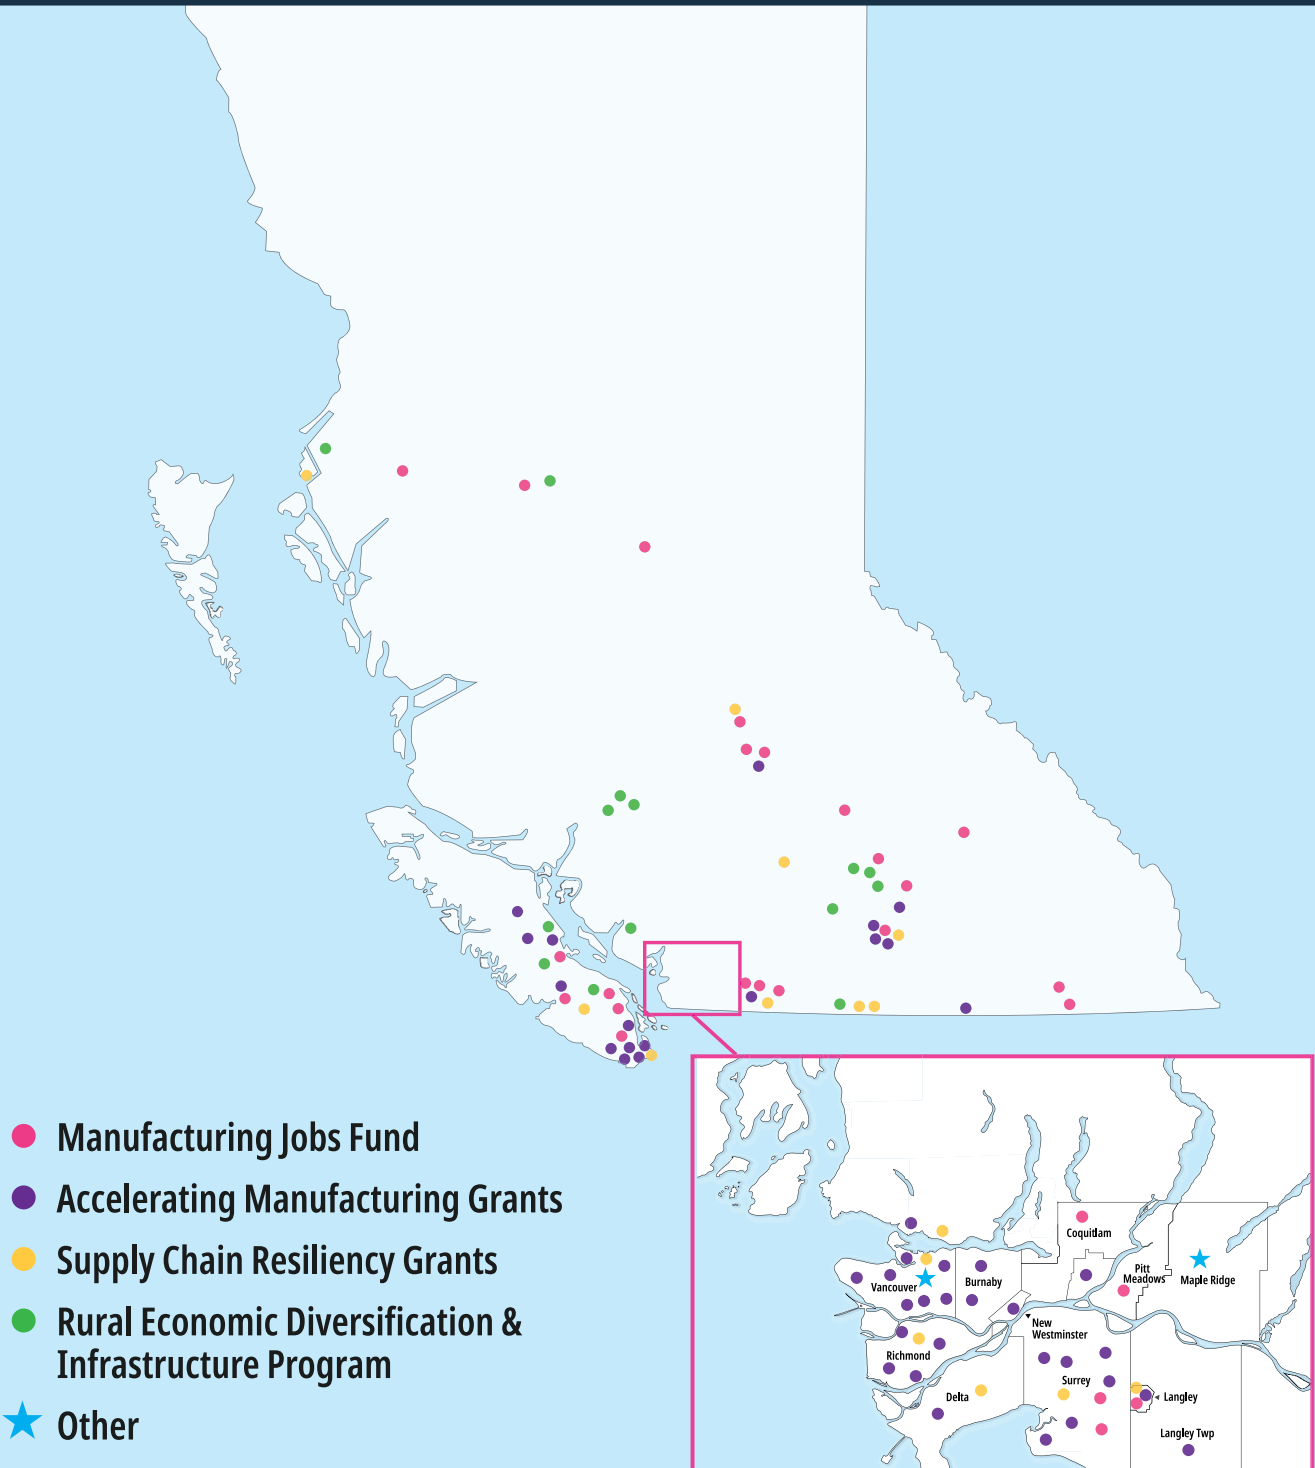 Manufacturing Jobs Fund
Accelerating Manufacturing Grants
Supply Chain Resiliency Grants
Rural Economic Diversification &
Infrastructure Program
Other
Coquitlam
Pitt
Meadows
Maple Ridge
Vancouver
Burnaby
New
Westminster
Richmond
Surrey
Delta
Langley
Langley Twp